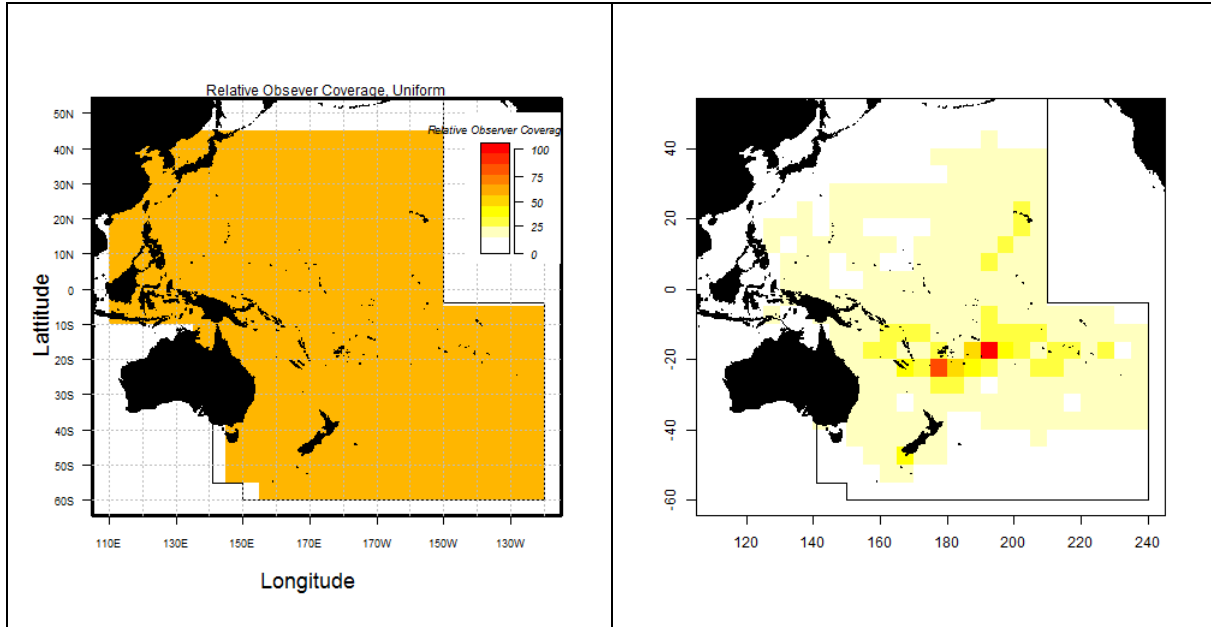 Relative Obsever Coverage, Uniform
Relative Observer Coverag
100
75
50
25
0
50N
40N
30N
20N
10N
0
10S
20S
30S
40S
50S
60S
Lattitude
110E 130E 150E 170E 170W 150W 130W
Longitude
40
20
0
-20
-40
-60
120 140 160 180 200 220 240